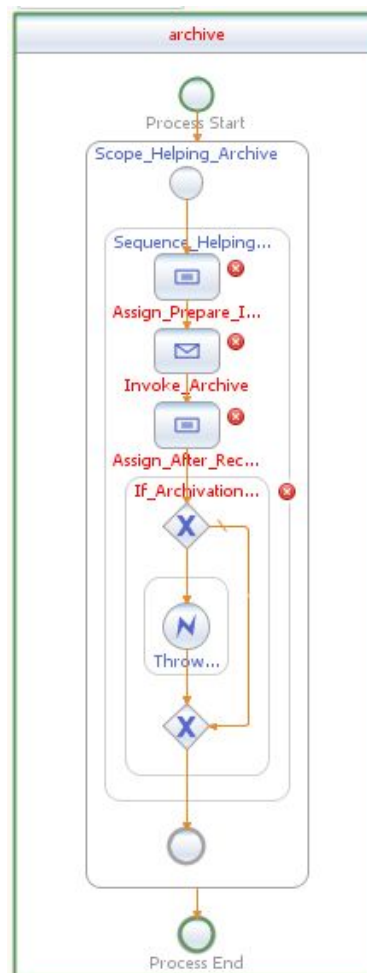 archive
Process Start
Scope_Helping_Archive
Sequence_Helping...
Assign_Prepare_I...
Invoke_Archive
Assign_After_Rec...
If_Archivation...
Throw...
Process End